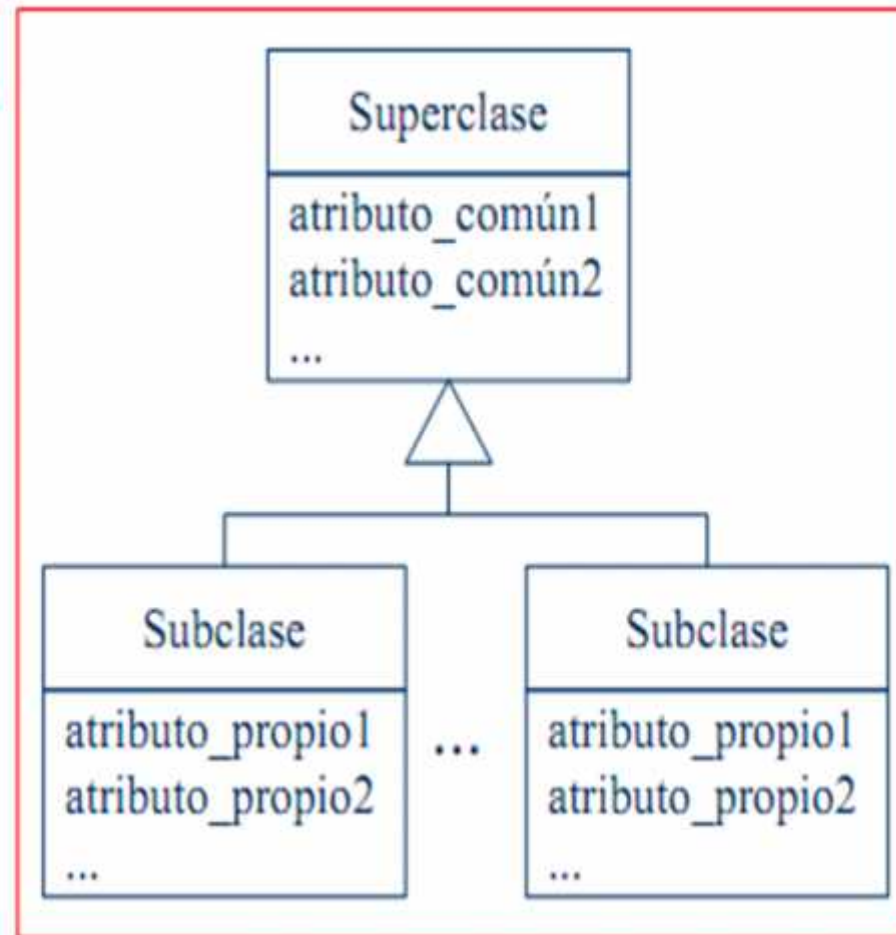 Superclase
atributo_común1
atributo_común2
...
Subclase
atributo_propio1
atributo_propio2
...
...
Subclase
atributo_propio1
atributo_propio2
...